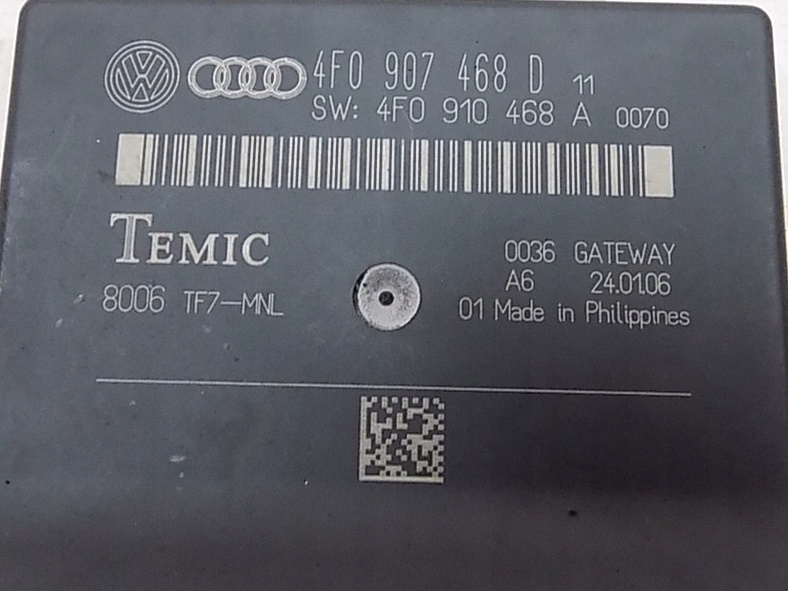 4F0 907 468 D 11
SW: 4F0 910 468 A 0070
TEMIC
8006 TF7-MNL
0036 GATEWAY
A6 24.01.06
01 Made in Philippines